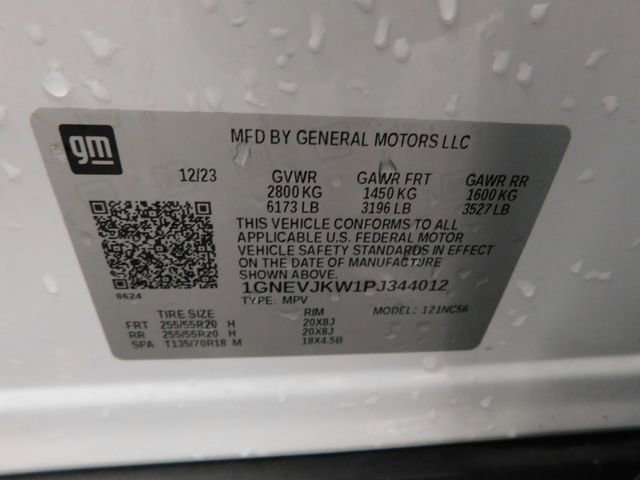 gm
MFD BY GENERAL MOTORS LLC
12/23 GVWR GAWR FRT GAWR RR
2800 KG 1450 KG 1600 KG
6173 LB 3196 LB 3527 LB
THIS VEHICLE CONFORMS TO ALL
APPLICABLE U.S. FEDERAL MOTOR
VEHICLE SAFETY STANDARDS IN EFFECT
ON THE DATE OF MANUFACTURE
SHOWN ABOVE.
8624 1GNEVJKW1PJ344012
TYPE: MPV MODEL: 121NC56
TIRE SIZE RIM
FRT 255/55R20 H 20X8J
RR 255/55R20 H 20X8J
SPA T135/70R18 M 18X4.5B